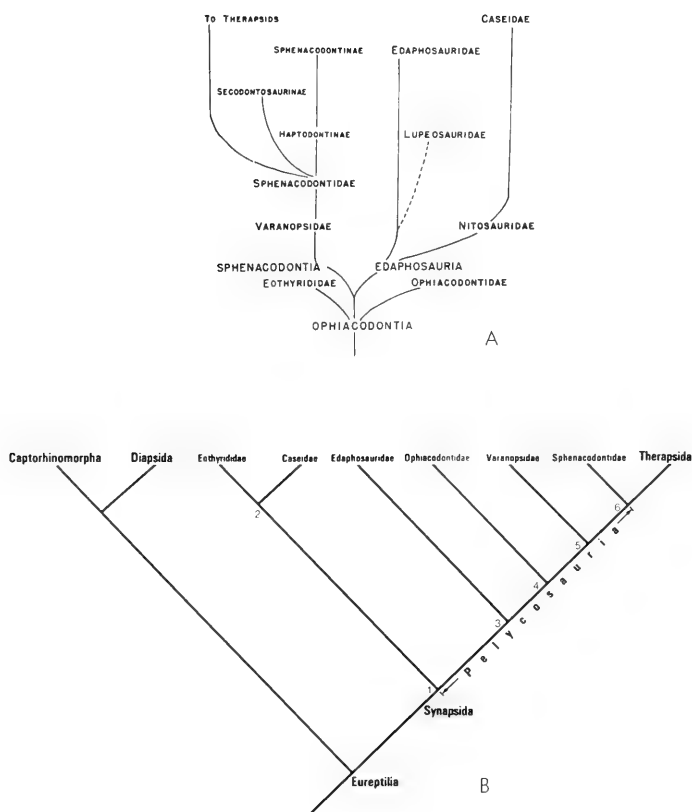 TO THERAPSIDS CASEIDAE
SPHENACODONTINAE EDAPHOSAURIDAE
SECODONTOSAURINAE
HAPTODONTINAE LUPEOSAURIDAE
SPHENACODONTIDAE
VARANOPSIDAE NITOSAURIDAE
SPHENACODONTIA EDAPHOSAURIA
EOTHYRIDIDAE OPHIACODONTIDAE
OPHIACODONTIA
A
Captorhinomorpha Diapsida Eothyrididae Caseidae Edaphosauridae Ophiacodontidae Varanopsidae Sphenacodontidae Therapsida
6
2
5
4
3
Pelycosauria
1
Synapsida
Eureptilia
B